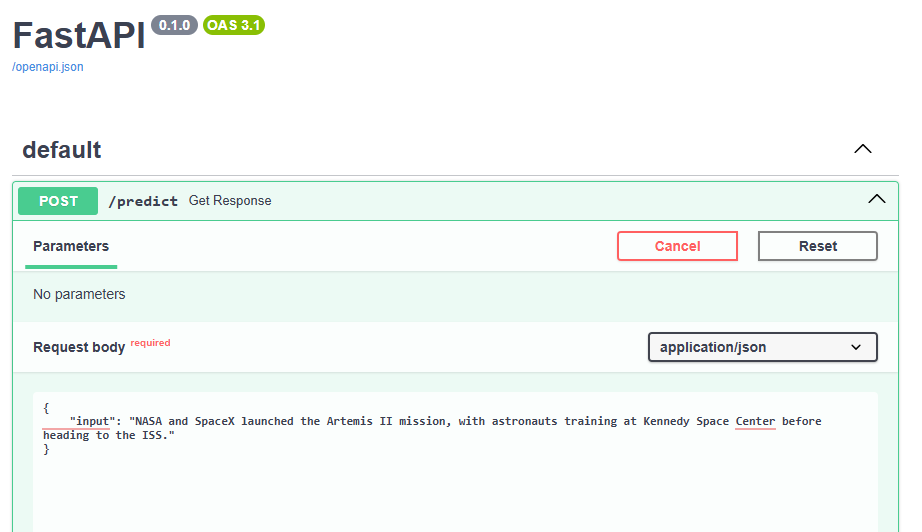 FastAPI 0.1.0 OAS 3.1
/openapi.json
default
POST /predict Get Response
Parameters Cancel Reset
No parameters
Request body required application/json
{
"input": "NASA and SpaceX launched the Artemis II mission, with astronauts training at Kennedy Space Center before
heading to the ISS."
}